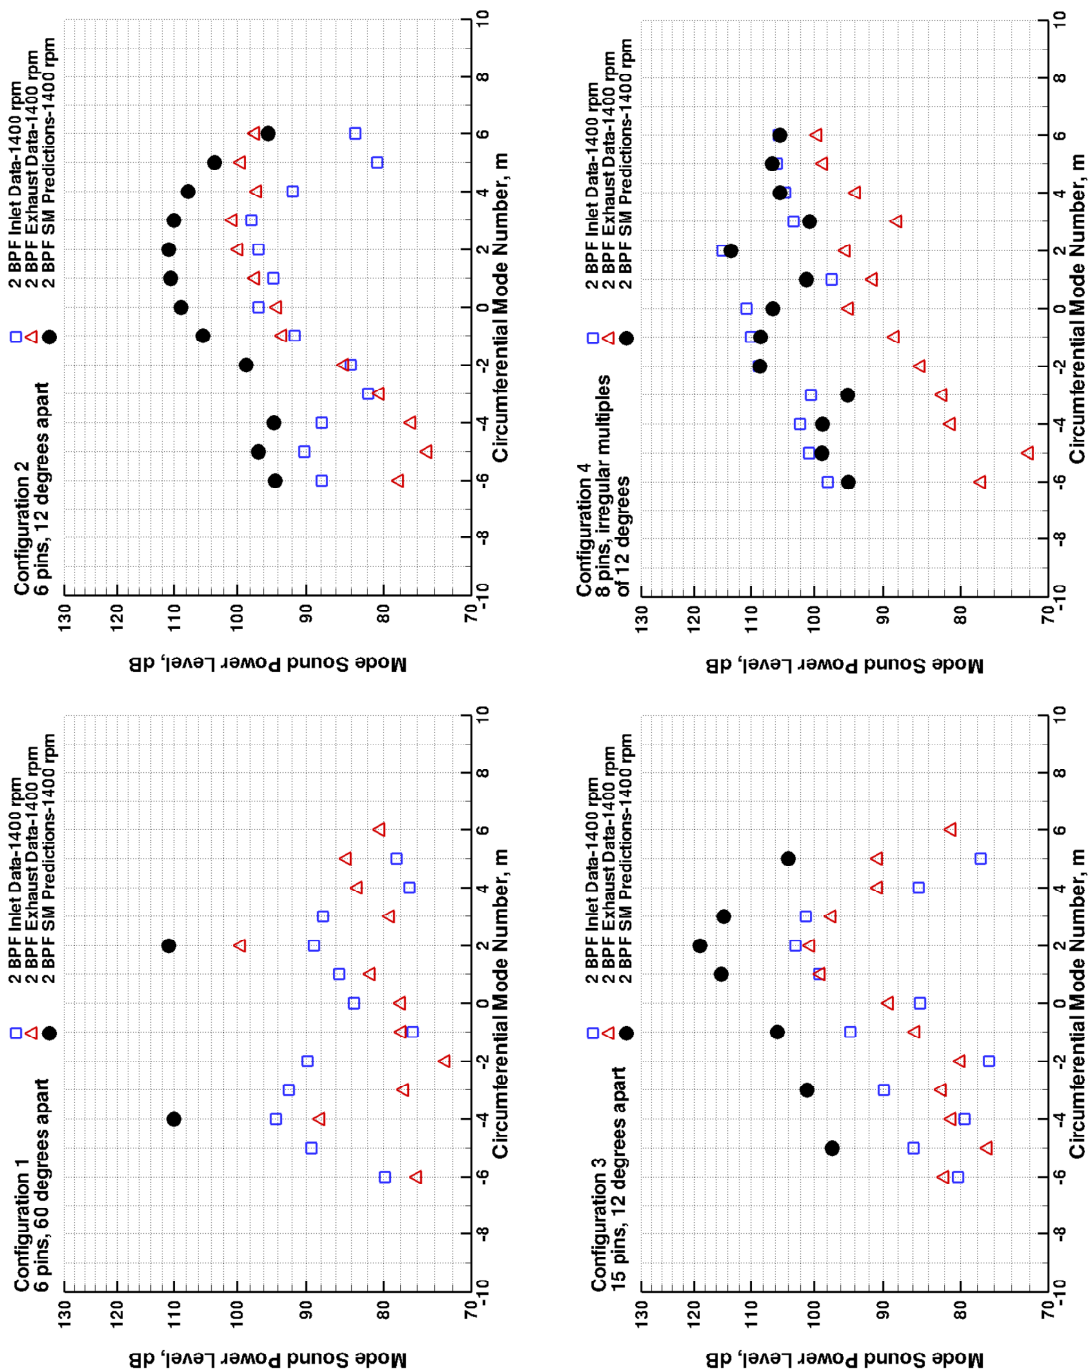 Configuration 1
6 pins, 60 degrees apart
2 BPF Inlet Data-1400 rpm
2 BPF Exhaust Data-1400 rpm
2 BPF SM Predictions-1400 rpm
Mode Sound Power Level, dB
130
120
110
100
90
80
70
-10 -8 -6 -4 -2 0 2 4 6 8 10
Circumferential Mode Number, m
Configuration 2
6 pins, 12 degrees apart
2 BPF Inlet Data-1400 rpm
2 BPF Exhaust Data-1400 rpm
2 BPF SM Predictions-1400 rpm
Mode Sound Power Level, dB
130
120
110
100
90
80
70
-10 -8 -6 -4 -2 0 2 4 6 8 10
Circumferential Mode Number, m
Configuration 3
15 pins, 12 degrees apart
2 BPF Inlet Data-1400 rpm
2 BPF Exhaust Data-1400 rpm
2 BPF SM Predictions-1400 rpm
Mode Sound Power Level, dB
130
120
110
100
90
80
70
-10 -8 -6 -4 -2 0 2 4 6 8 10
Circumferential Mode Number, m
Configuration 4
8 pins, irregular multiples
of 12 degrees
2 BPF Inlet Data-1400 rpm
2 BPF Exhaust Data-1400 rpm
2 BPF SM Predictions-1400 rpm
Mode Sound Power Level, dB
130
120
110
100
90
80
70
-10 -8 -6 -4 -2 0 2 4 6 8 10
Circumferential Mode Number, m